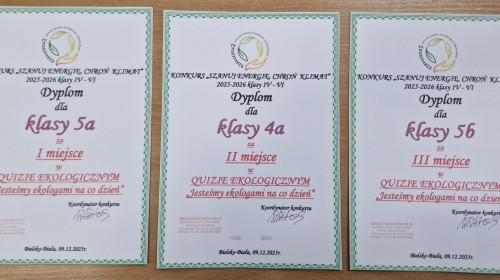 KURS „SZANUJ ENERGIĘ, CHROŃ KLIMAT"
2025-2026 klasy IV - VI
Dyplom
dla
klasy 5a
za
I miejsce
w
QUIZIE EKOLOGICZNYM
„Jesteśmy ekologami na co dzień"
Koordynator konkursu
Bielsko-Biała, 09.12.2025r.
KONKURS „SZANUJ ENERGIĘ, CHROŃ KLIMAT"
2025-2026 klasy IV - VI
Dyplom
dla
klasy 4a
za
II miejsce
w
QUIZIE EKOLOGICZNYM
„Jesteśmy ekologami na co dzień"
Koordynator konkursu
Bielsko-Biała, 09.12.2025r.
KONKURS „SZANUJ ENERGIĘ, CHROŃ KL
2025-2026 klasy IV - VI
Dyplom
dla
klasy 5b
za
III miejsce
w
QUIZIE EKOLOGICZNYM
„Jesteśmy ekologami na co dzień
Koordynator konkursu
Bielsko-Biała, 09.12.2025r.